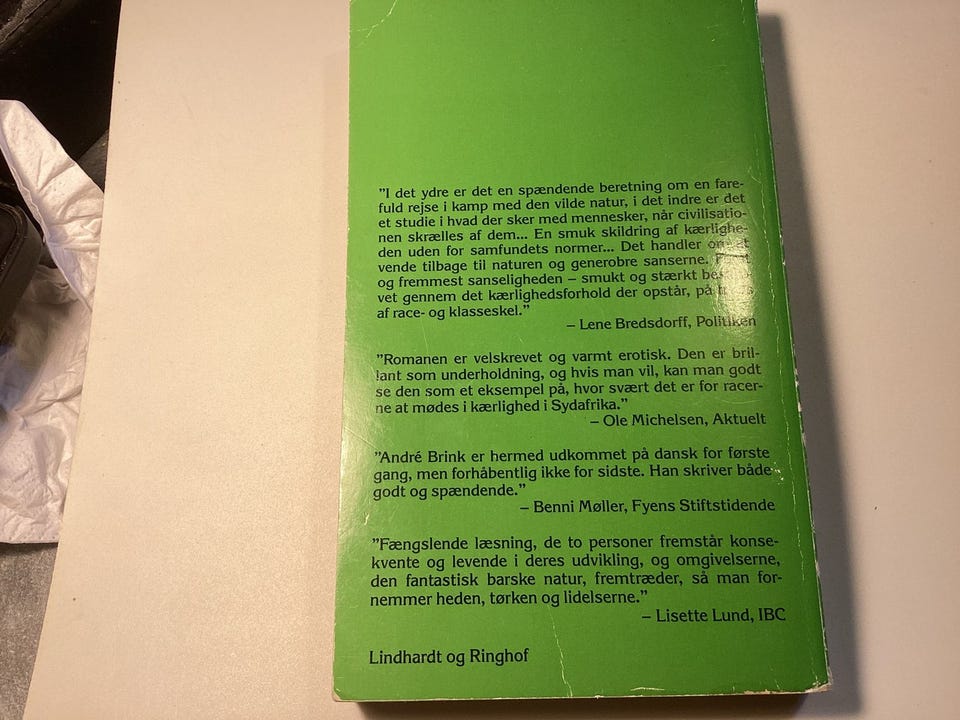 "I det ydre er det en spændende beretning om en fare-
fuld rejse i kamp med den vilde natur, i det indre er det
et studie i hvad der sker med mennesker, når civilisatio-
nen skrælles af dem... En smuk skildring af kærlighe-
den uden for samfundets normer... Det handler om at
vende tilbage til naturen og generobre sanserne.
og fremmest sanseligheden – smukt og stærkt
vet gennem det kærlighedsforhold der opstår, på
af race- og klasseskel."
– Lene Bredsdorff, Politiken
"Romanen er velskrevet og varmt erotisk. Den er bril-
lant som underholdning, og hvis man vil, kan man godt
se den som et eksempel på, hvor svært det er for racer-
ne at mødes i kærlighed i Sydafrika."
– Ole Michelsen, Aktuelt
"André Brink er hermed udkommet på dansk for første
gang, men forhåbentlig ikke for sidste. Han skriver både
godt og spændende."
– Benni Møller, Fyens Stiftstidende
"Fængslende læsning, de to personer fremstår konse-
kvente og levende i deres udvikling, og omgivelserne,
den fantastisk barske natur, fremtræder, så man for-
nemmer heden, tørken og lidelserne."
– Lisette Lund, IBC
Lindhardt og Ringhof